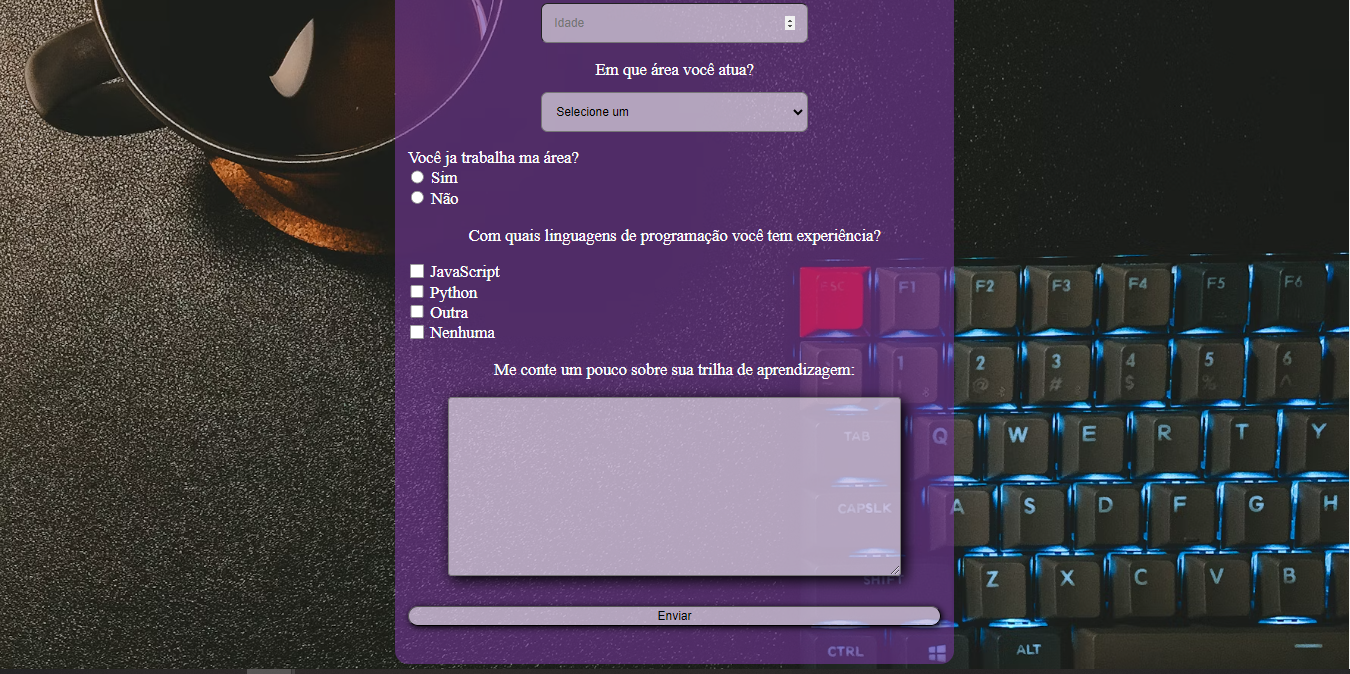 Idade
Em que área você atua?
Selecione um
Você ja trabalha ma área?
Sim
Não
Com quais linguagens de programação você tem experiência?
JavaScript
Python
Outra
Nenhuma
Me conte um pouco sobre sua trilha de aprendizagem:
Enviar
ESC F1 F2 F3 F4 F5 F6
1 ! 2 @ 3 # 4 $ 5 % 6 ^
TAB Q W E R T Y
CAPSLK A S D F G H
SHIFT Z X C V B
CTRL ALT